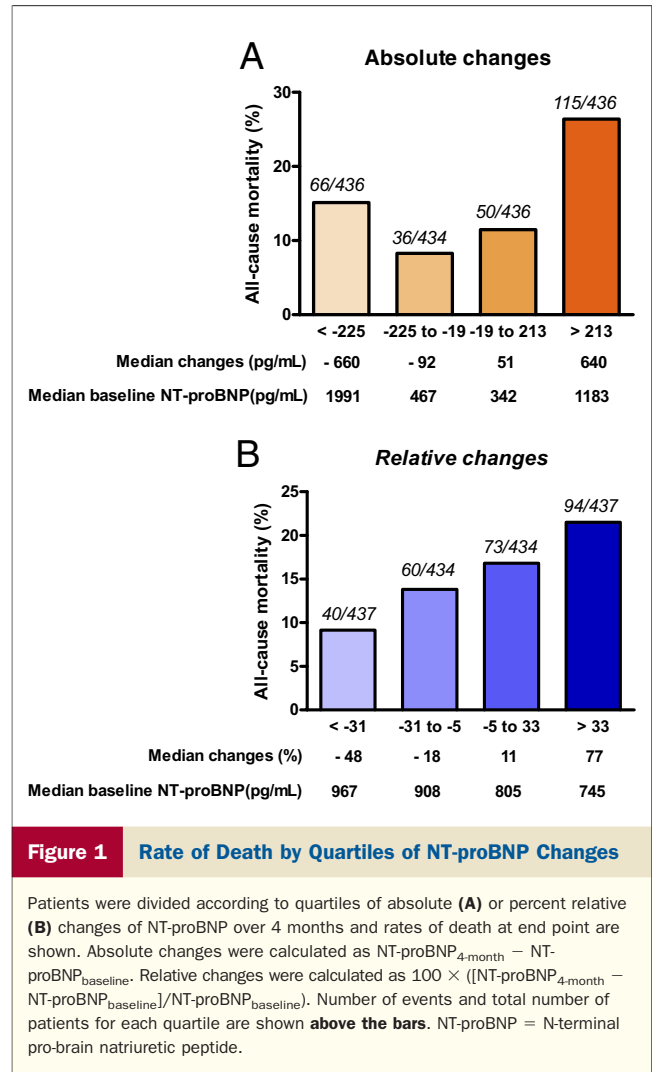 A Absolute changes
All-cause mortality (%)
30
20
10
0
66/436
36/434
50/436
115/436
< -225 -225 to -19 -19 to 213 > 213
Median changes (pg/mL) - 660 - 92 51 640
Median baseline NT-proBNP(pg/mL) 1991 467 342 1183
B Relative changes
All-cause mortality (%)
25
20
15
10
5
0
40/437
60/434
73/434
94/437
< -31 -31 to -5 -5 to 33 > 33
Median changes (%) - 48 - 18 11 77
Median baseline NT-proBNP(pg/mL) 967 908 805 745
Figure 1 Rate of Death by Quartiles of NT-proBNP Changes
Patients were divided according to quartiles of absolute (A) or percent relative
(B) changes of NT-proBNP over 4 months and rates of death at end point are
shown. Absolute changes were calculated as NT-proBNP4-month − NT-
proBNPbaseline. Relative changes were calculated as 100 × ([NT-proBNP4-month −
NT-proBNPbaseline]/NT-proBNPbaseline). Number of events and total number of
patients for each quartile are shown above the bars. NT-proBNP = N-terminal
pro-brain natriuretic peptide.